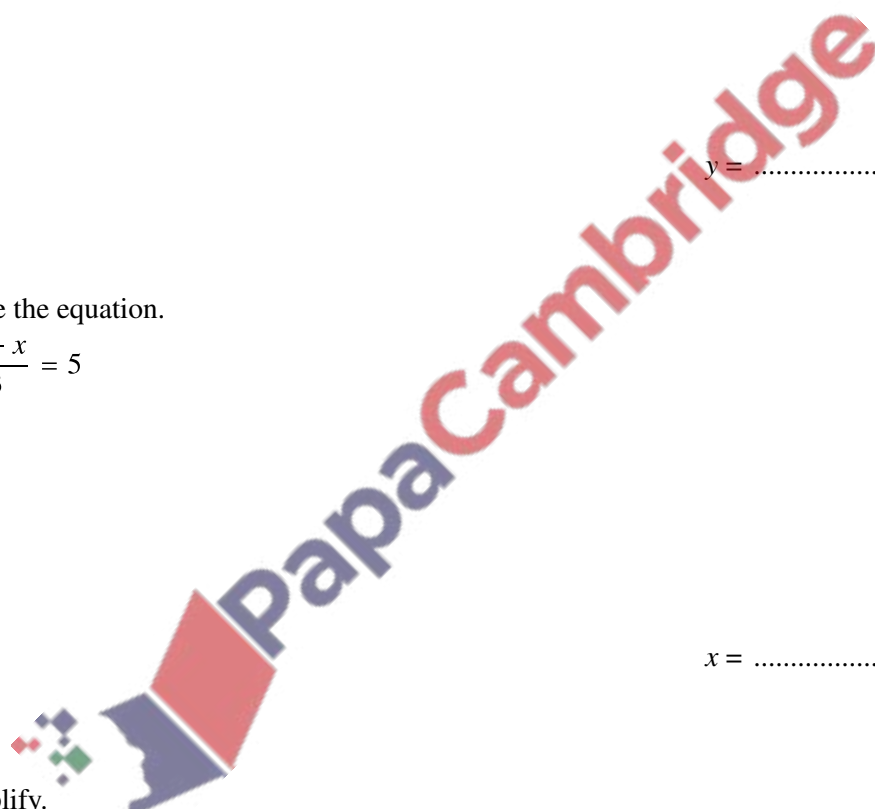 y = ................
e the equation.
- x
= 5
PapaCambridge
x = ................
lify.